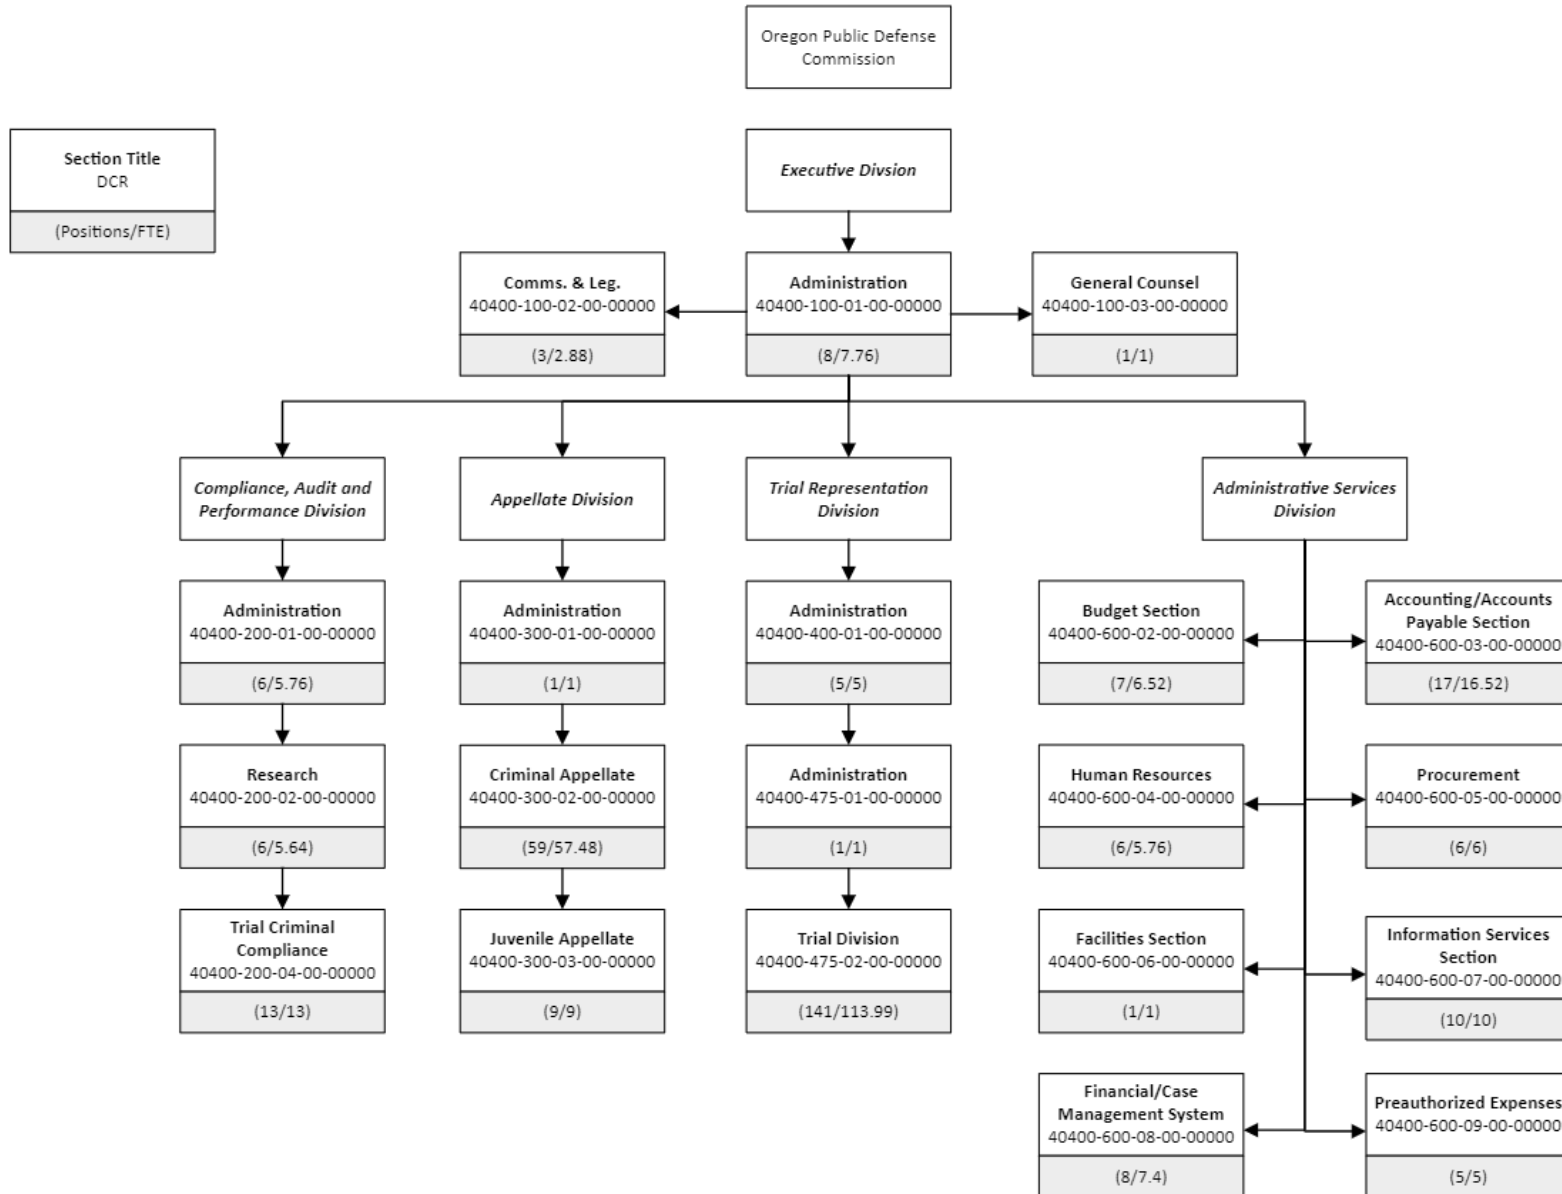 Oregon Public Defense
Commission
Section Title
DCR
(Positions/FTE)
Executive Divsion
Comms. & Leg.
40400-100-02-00-00000
(3/2.88)
Administration
40400-100-01-00-00000
(8/7.76)
General Counsel
40400-100-03-00-00000
(1/1)
Compliance, Audit and
Performance Division
Appellate Division
Trial Representation
Division
Administrative Services
Division
Administration
40400-200-01-00-00000
(6/5.76)
Administration
40400-300-01-00-00000
(1/1)
Administration
40400-400-01-00-00000
(5/5)
Budget Section
40400-600-02-00-00000
(7/6.52)
Accounting/Accounts
Payable Section
40400-600-03-00-00000
(17/16.52)
Research
40400-200-02-00-00000
(6/5.64)
Criminal Appellate
40400-300-02-00-00000
(59/57.48)
Administration
40400-475-01-00-00000
(1/1)
Human Resources
40400-600-04-00-00000
(6/5.76)
Procurement
40400-600-05-00-00000
(6/6)
Trial Criminal
Compliance
40400-200-04-00-00000
(13/13)
Juvenile Appellate
40400-300-03-00-00000
(9/9)
Trial Division
40400-475-02-00-00000
(141/113.99)
Facilities Section
40400-600-06-00-00000
(1/1)
Information Services
Section
40400-600-07-00-00000
(10/10)
Financial/Case
Management System
40400-600-08-00-00000
(8/7.4)
Preauthorized Expenses
40400-600-09-00-00000
(5/5)